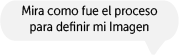 Mira como fue el proceso
para definir mi Imagen